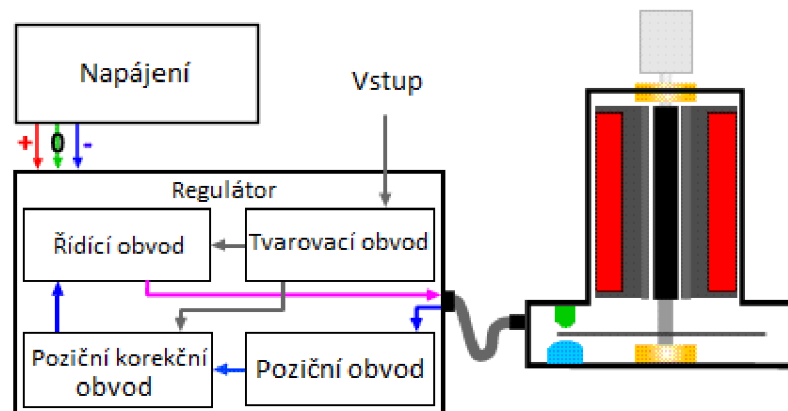 Napájení
Vstup
+ 0 -
Regulátor
Řídící obvod
Tvarovací obvod
Poziční korekční
obvod
Poziční obvod